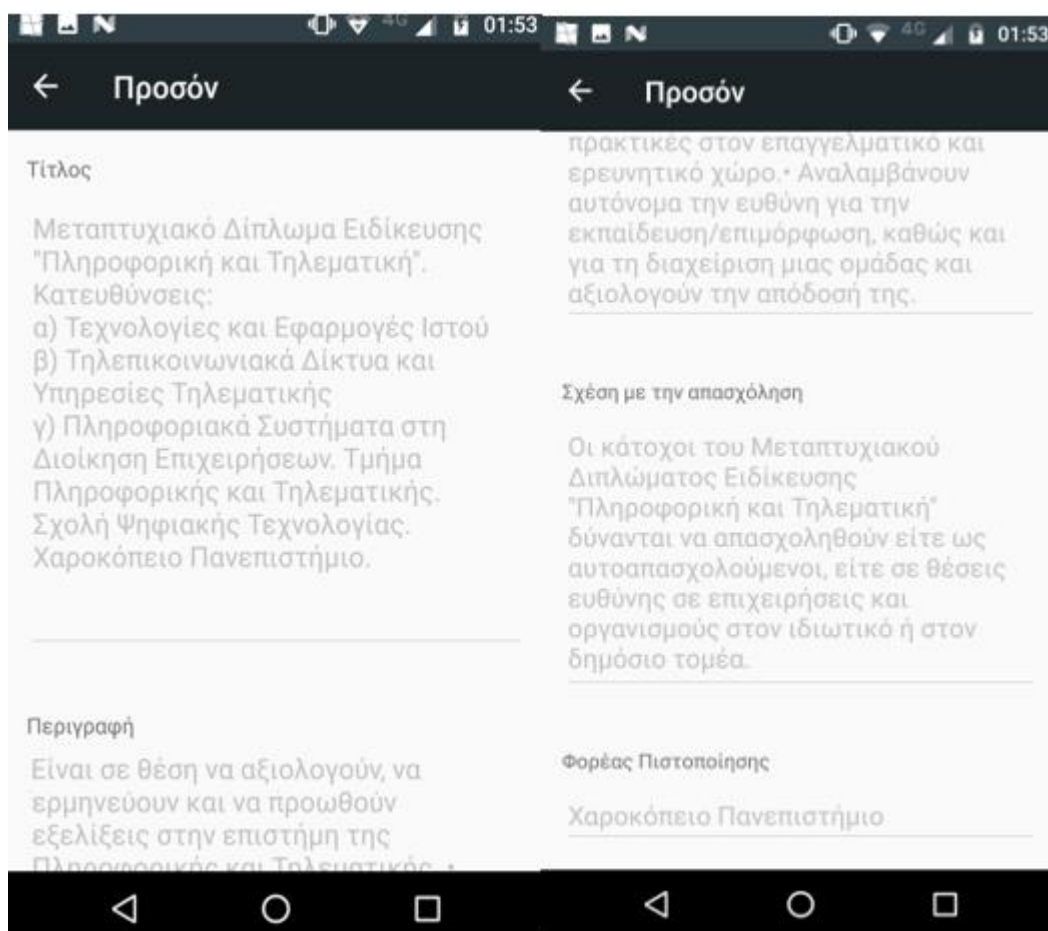 4G 01:53
Προσόν
Τίτλος
Μεταπτυχιακό Δίπλωμα Ειδίκευσης
"Πληροφορική και Τηλεματική".
Κατευθύνσεις:
α) Τεχνολογίες και Εφαρμογές Ιστού
β) Τηλεπικοινωνιακά Δίκτυα και
Υπηρεσίες Τηλεματικής
γ) Πληροφοριακά Συστήματα στη
Διοίκηση Επιχειρήσεων. Τμήμα
Πληροφορικής και Τηλεματικής.
Σχολή Ψηφιακής Τεχνολογίας.
Χαροκόπειο Πανεπιστήμιο.
Περιγραφή
Είναι σε θέση να αξιολογούν, να
ερμηνεύουν και να προωθούν
εξελίξεις στην επιστήμη της
Πληροφορικής και Τηλεματικής. •
4G 01:53
Προσόν
πρακτικές στον επαγγελματικό και
ερευνητικό χώρο.• Αναλαμβάνουν
αυτόνομα την ευθύνη για την
εκπαίδευση/επιμόρφωση, καθώς και
για τη διαχείριση μιας ομάδας και
αξιολογούν την απόδοσή της.
Σχέση με την απασχόληση
Οι κάτοχοι του Μεταπτυχιακού
Διπλώματος Ειδίκευσης
"Πληροφορική και Τηλεματική"
δύνανται να απασχοληθούν είτε ως
αυτοαπασχολούμενοι, είτε σε θέσεις
ευθύνης σε επιχειρήσεις και
οργανισμούς στον ιδιωτικό ή στον
δημόσιο τομέα.
Φορέας Πιστοποίησης
Χαροκόπειο Πανεπιστήμιο